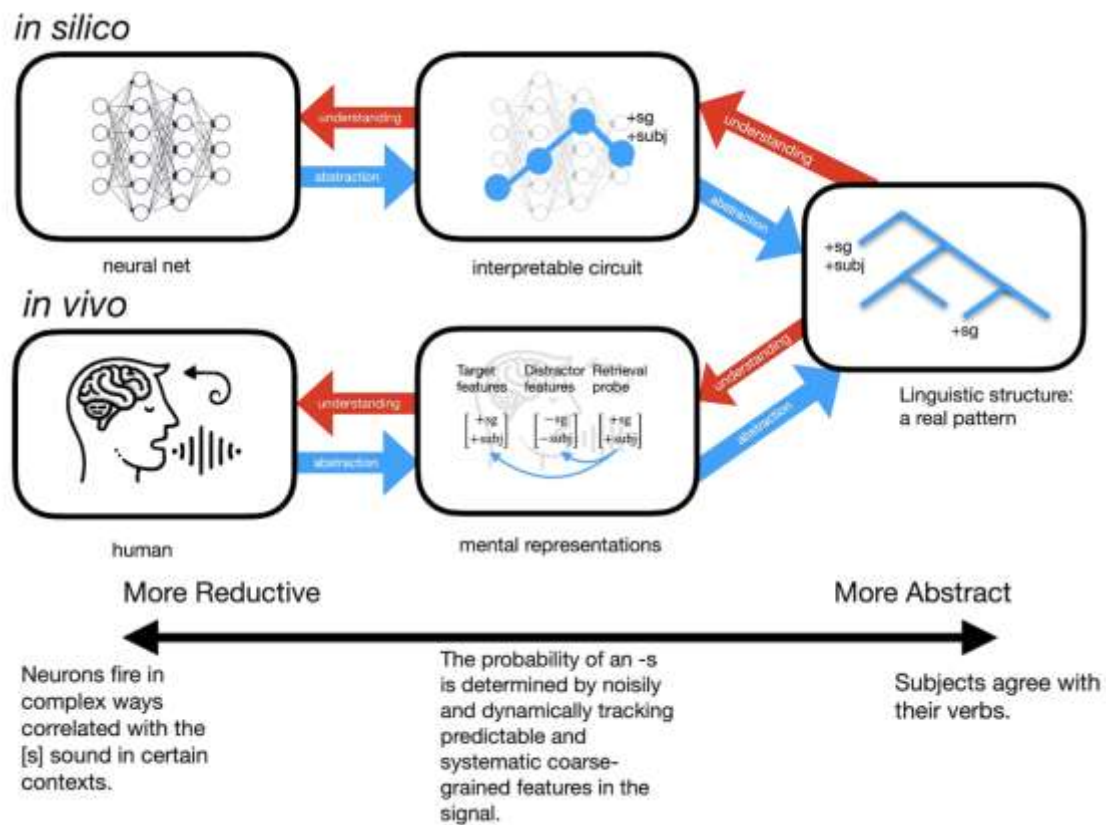 in silico
understanding
abstraction
+sg
+subj
understanding
abstraction
neural net
interpretable circuit
+sg
+subj
+sg
in vivo
Target features
Distractor features
Retrieval probe
[+sg +subj]
[−sg −subj]
[+sg +subj]
understanding
abstraction
understanding
abstraction
Linguistic structure:
a real pattern
human
mental representations
More Reductive
More Abstract
Neurons fire in
complex ways
correlated with the
[s] sound in certain
contexts.
The probability of an -s
is determined by noisily
and dynamically tracking
predictable and
systematic coarse-
grained features in the
signal.
Subjects agree with
their verbs.